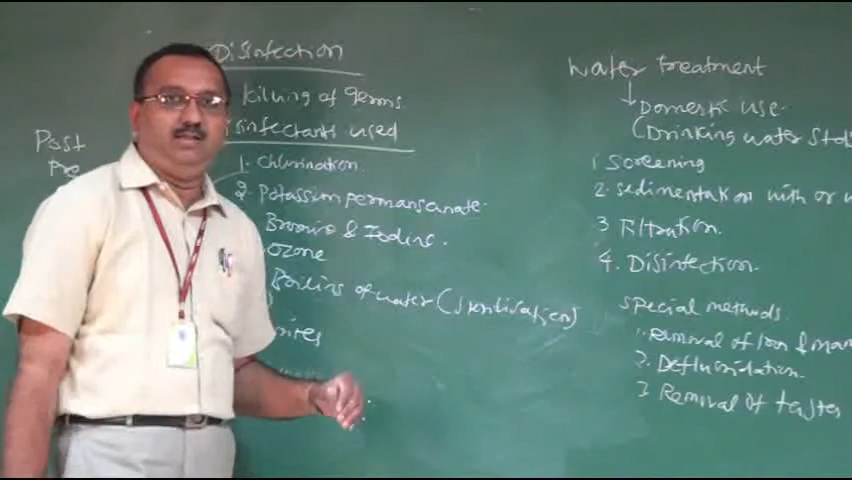 Disinfection
Killing of Germs
isinfectants used
Post
Pre
1. Chlorination
2. Potassium permanganate.
Bromine & Iodine.
Ozone
Boiling of water (Sterilisation)
Water treatment
Domestic use.
(Drinking water Std
1. Screening
2. Sedimentation with or
3 Filtration.
4. Disinfection.
Special methods.
1. Removal of Iron & Man
2. Defluoridation.
3 Removal of tastes